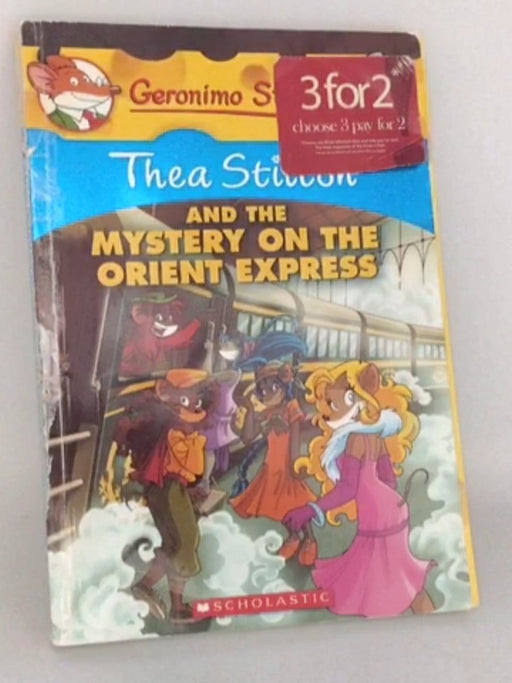 Geronimo S
3 for 2
choose 3 pay for 2
Thea Stilton
AND THE
MYSTERY ON THE
ORIENT EXPRESS
SCHOLASTIC